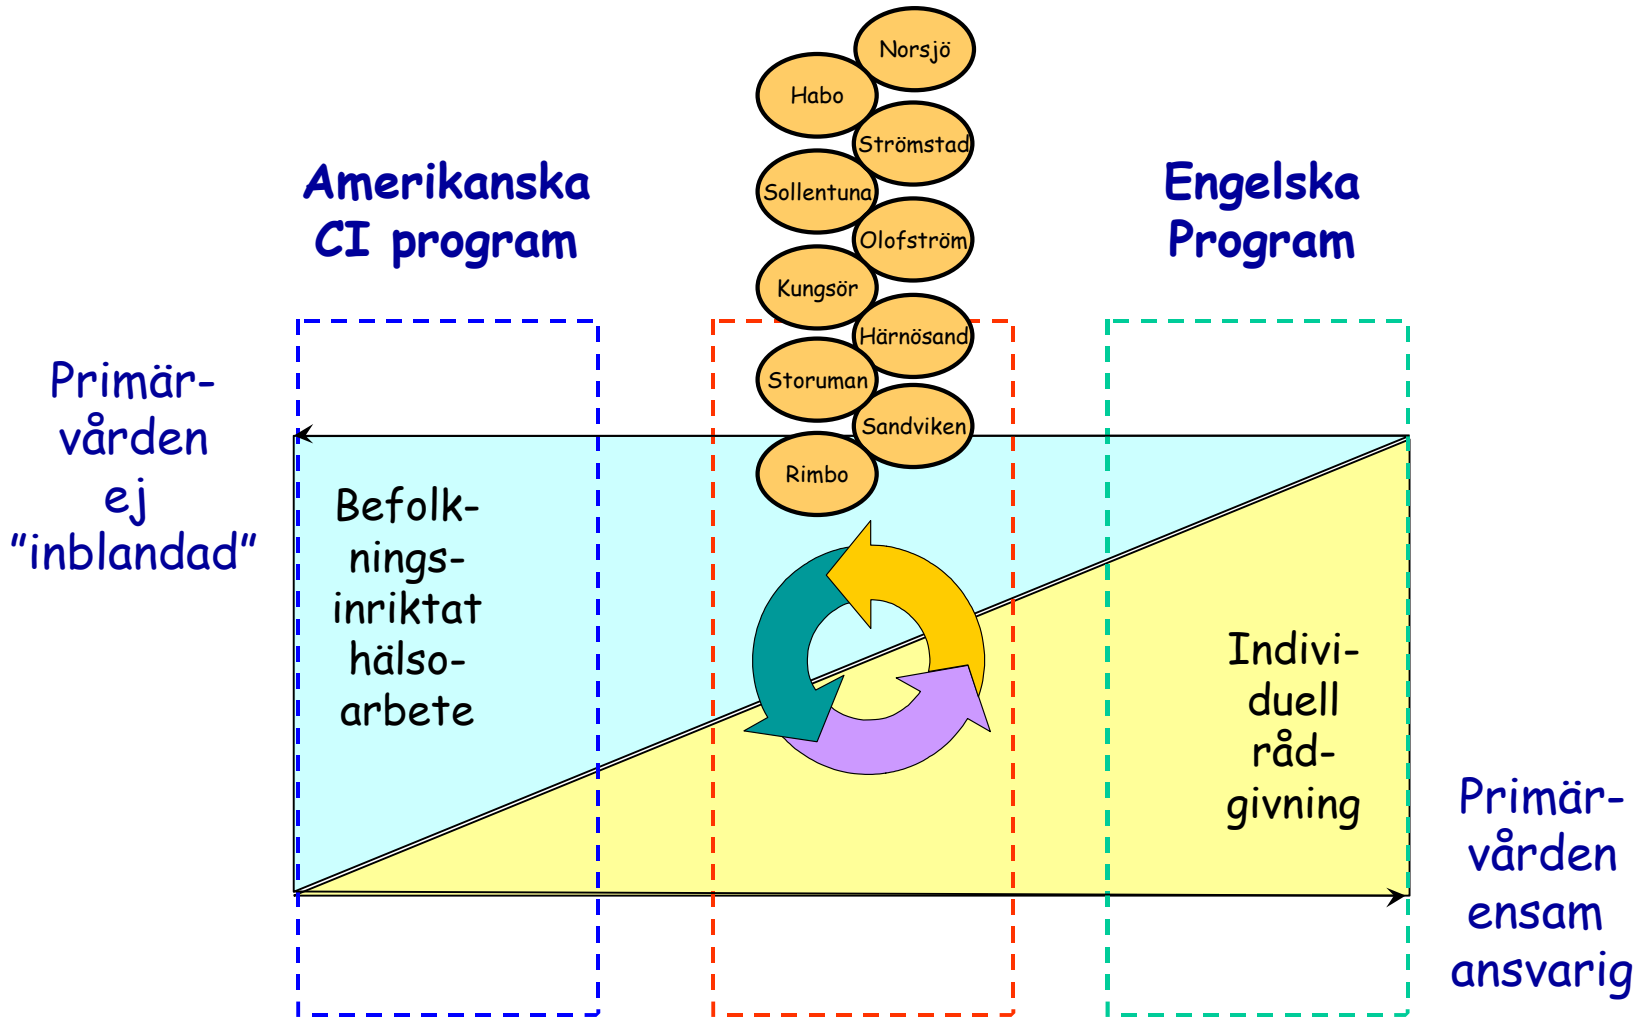 Norsjö
Habo
Strömstad
Sollentuna
Olofström
Kungsör
Härnösand
Storuman
Sandviken
Rimbo
Amerikanska
CI program
Engelska
Program
Primär-
vården
ej
"inblandad"
Befolk-
nings-
inriktat
hälso-
arbete
Indivi-
duell
råd-
givning
Primär-
vården
ensam
ansvarig